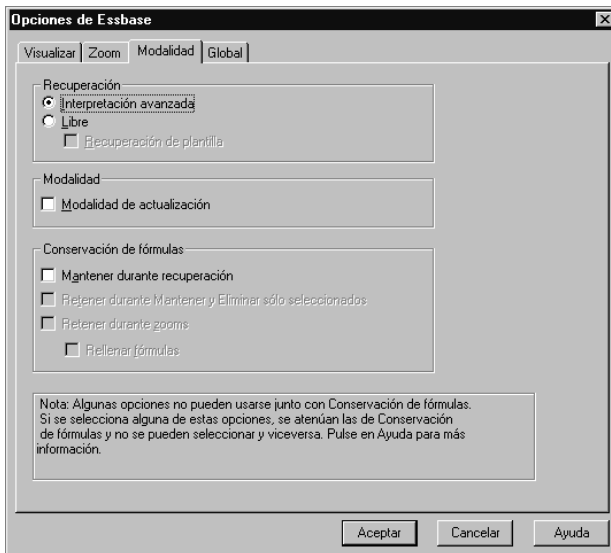 Opciones de Essbase
Visualizar Zoom Modalidad Global
Recuperación
Interpretación avanzada
Libre
Recuperación de plantilla
Modalidad
Modalidad de actualización
Conservación de fórmulas
Mantener durante recuperación
Retener durante Mantener y Eliminar sólo seleccionados
Retener durante zooms
Rellenar fórmulas
Nota: Algunas opciones no pueden usarse junto con Conservación de fórmulas.
Si se selecciona alguna de estas opciones, se atenúan las de Conservación
de fórmulas y no se pueden seleccionar y viceversa. Pulse en Ayuda para más
información.
Aceptar Cancelar Ayuda